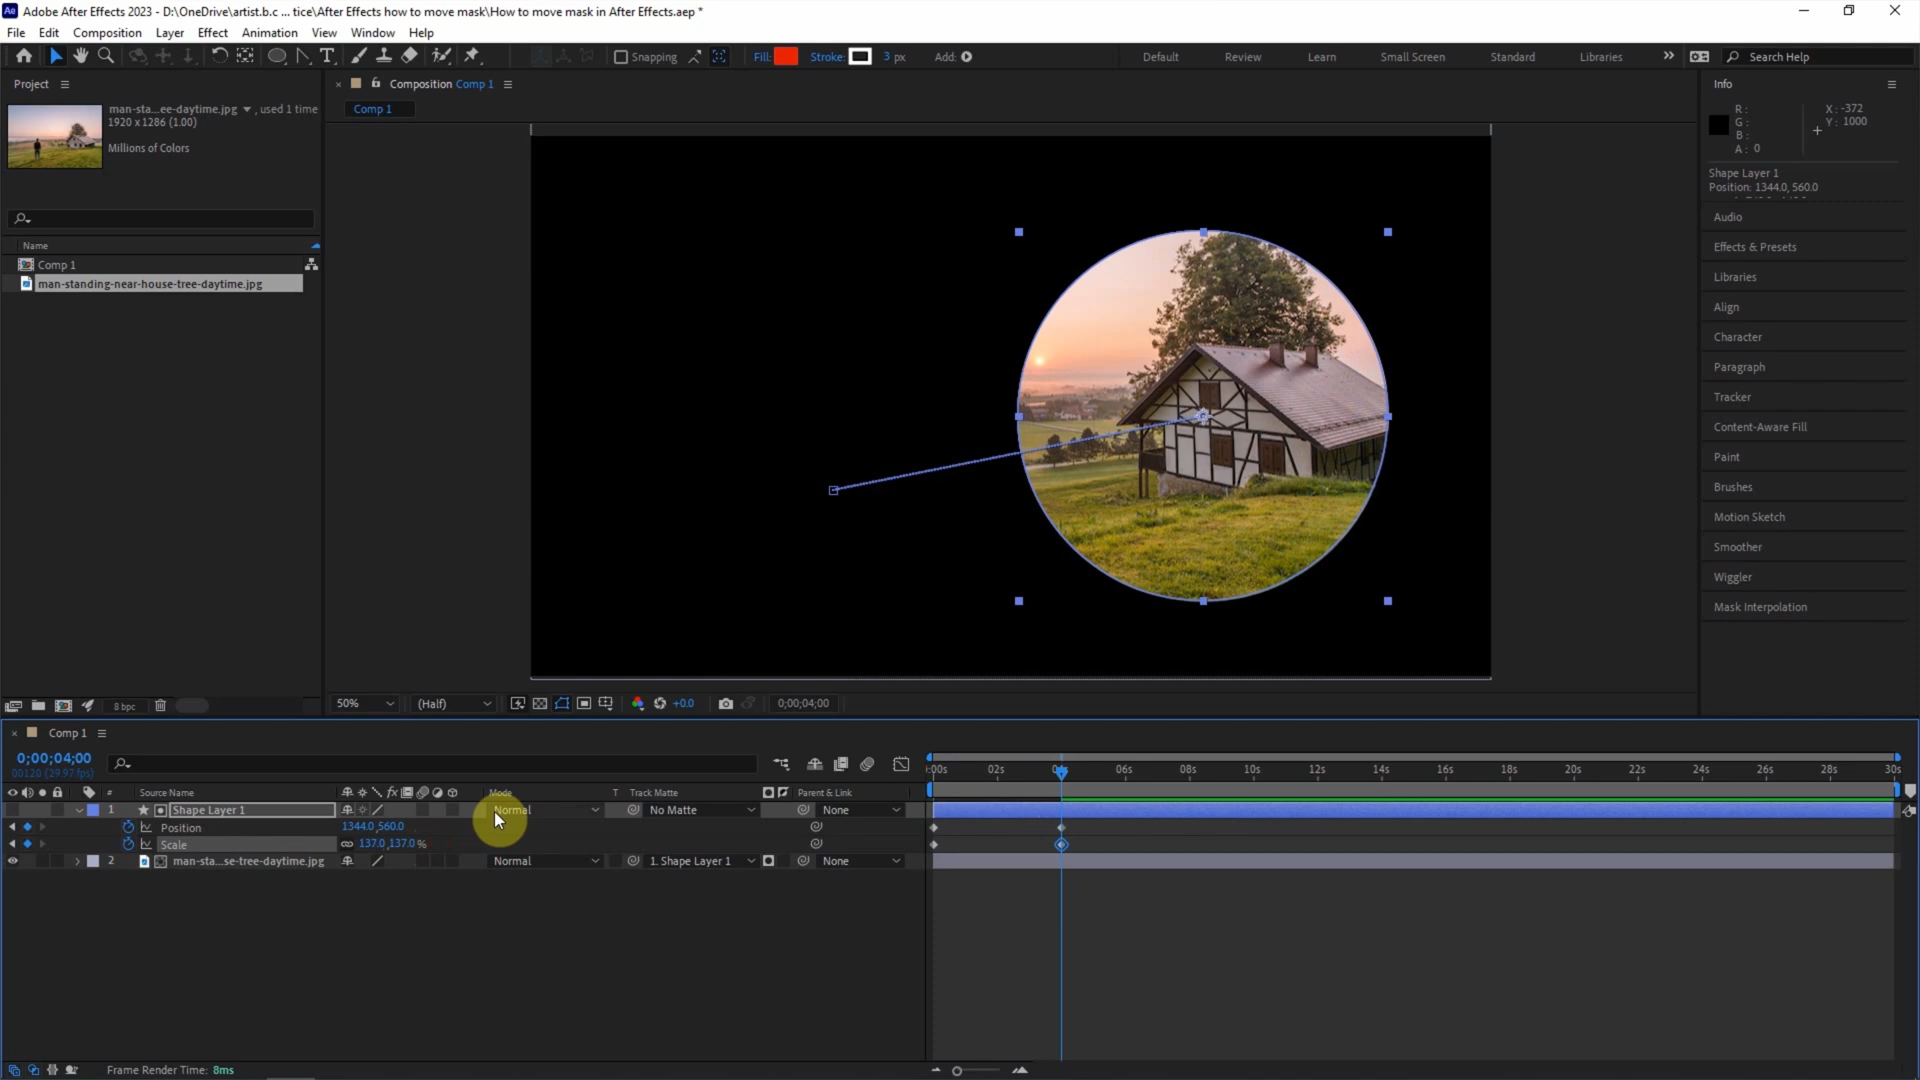 Adobe After Effects 2023 - D:\OneDrive\artist.b.c ... tice\After Effects how to move mask\How to move mask in After Effects.aep *
File Edit Composition Layer Effect Animation View Window Help
Snapping Fill: Stroke: 3 px Add: Default Review Learn Small Screen Standard Libraries Search Help
Project
man-sta...ee-daytime.jpg , used 1 time
1920 x 1286 (1.00)
Millions of Colors
Name
Comp 1
man-standing-near-house-tree-daytime.jpg
8 bpc
Composition Comp 1
Comp 1
50% (Half) +0.0 0;00;04;00
Info
R : X : -372
G : Y : 1000
B :
A : 0
Shape Layer 1
Position: 1344.0, 560.0
Audio
Effects & Presets
Libraries
Align
Character
Paragraph
Tracker
Content-Aware Fill
Paint
Brushes
Motion Sketch
Smoother
Wiggler
Mask Interpolation
Comp 1
0;00;04;00
00120 (29.97 fps)
# Source Name fx Mode T Track Matte Parent & Link
1 Shape Layer 1 Normal No Matte None
Position 1344.0,560.0
Scale 137.0,137.0 %
2 man-sta...se-tree-daytime.jpg Normal 1. Shape Layer 1 None
:00s 02s 06s 08s 10s 12s 14s 16s 18s 20s 22s 24s 26s 28s 30s
Frame Render Time: 8ms